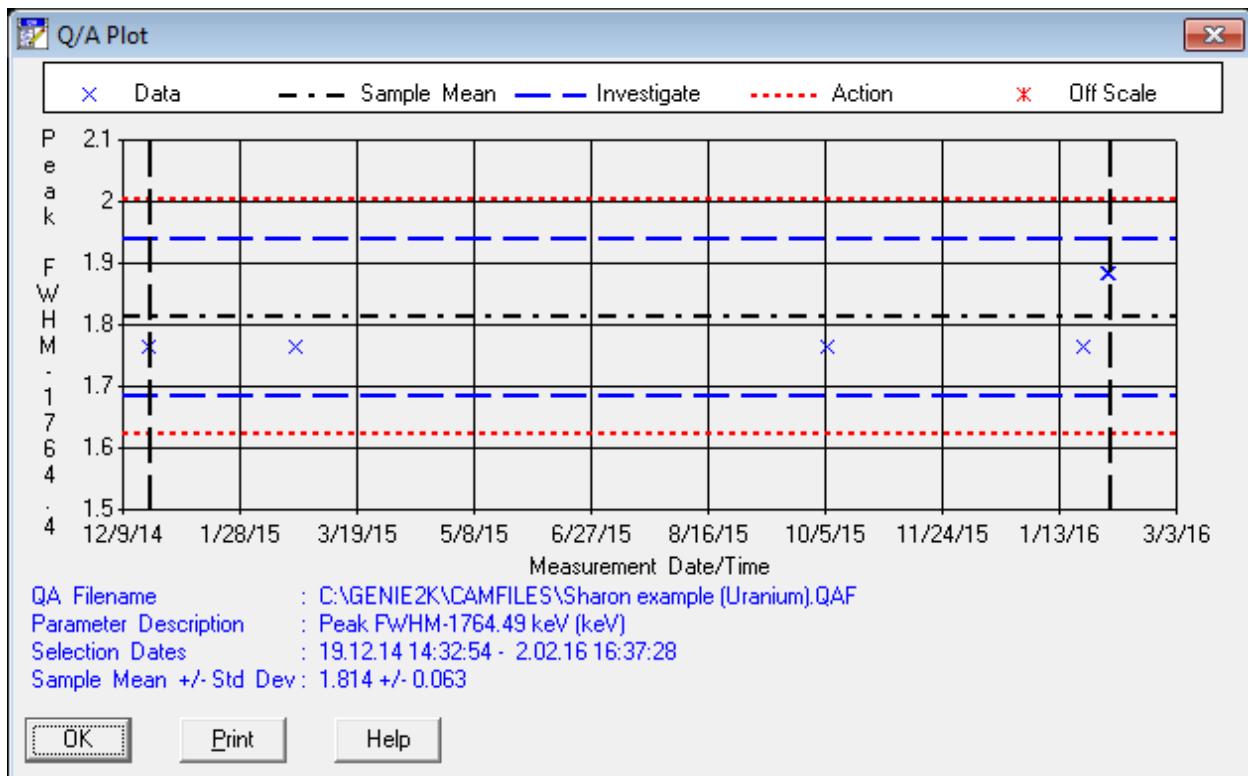 Q/A Plot
Data Sample Mean Investigate Action Off Scale
Peak FWHM-1764.4
2.1
2
1.9
1.8
1.7
1.6
1.5
12/9/14 1/28/15 3/19/15 5/8/15 6/27/15 8/16/15 10/5/15 11/24/15 1/13/16 3/3/16
Measurement Date/Time
QA Filename : C:\GENIE2K\CAMFILES\Sharon example (Uranium).QAF
Parameter Description : Peak FWHM-1764.49 keV (keV)
Selection Dates : 19.12.14 14:32:54 - 2.02.16 16:37:28
Sample Mean +/- Std Dev : 1.814 +/- 0.063
OK Print Help